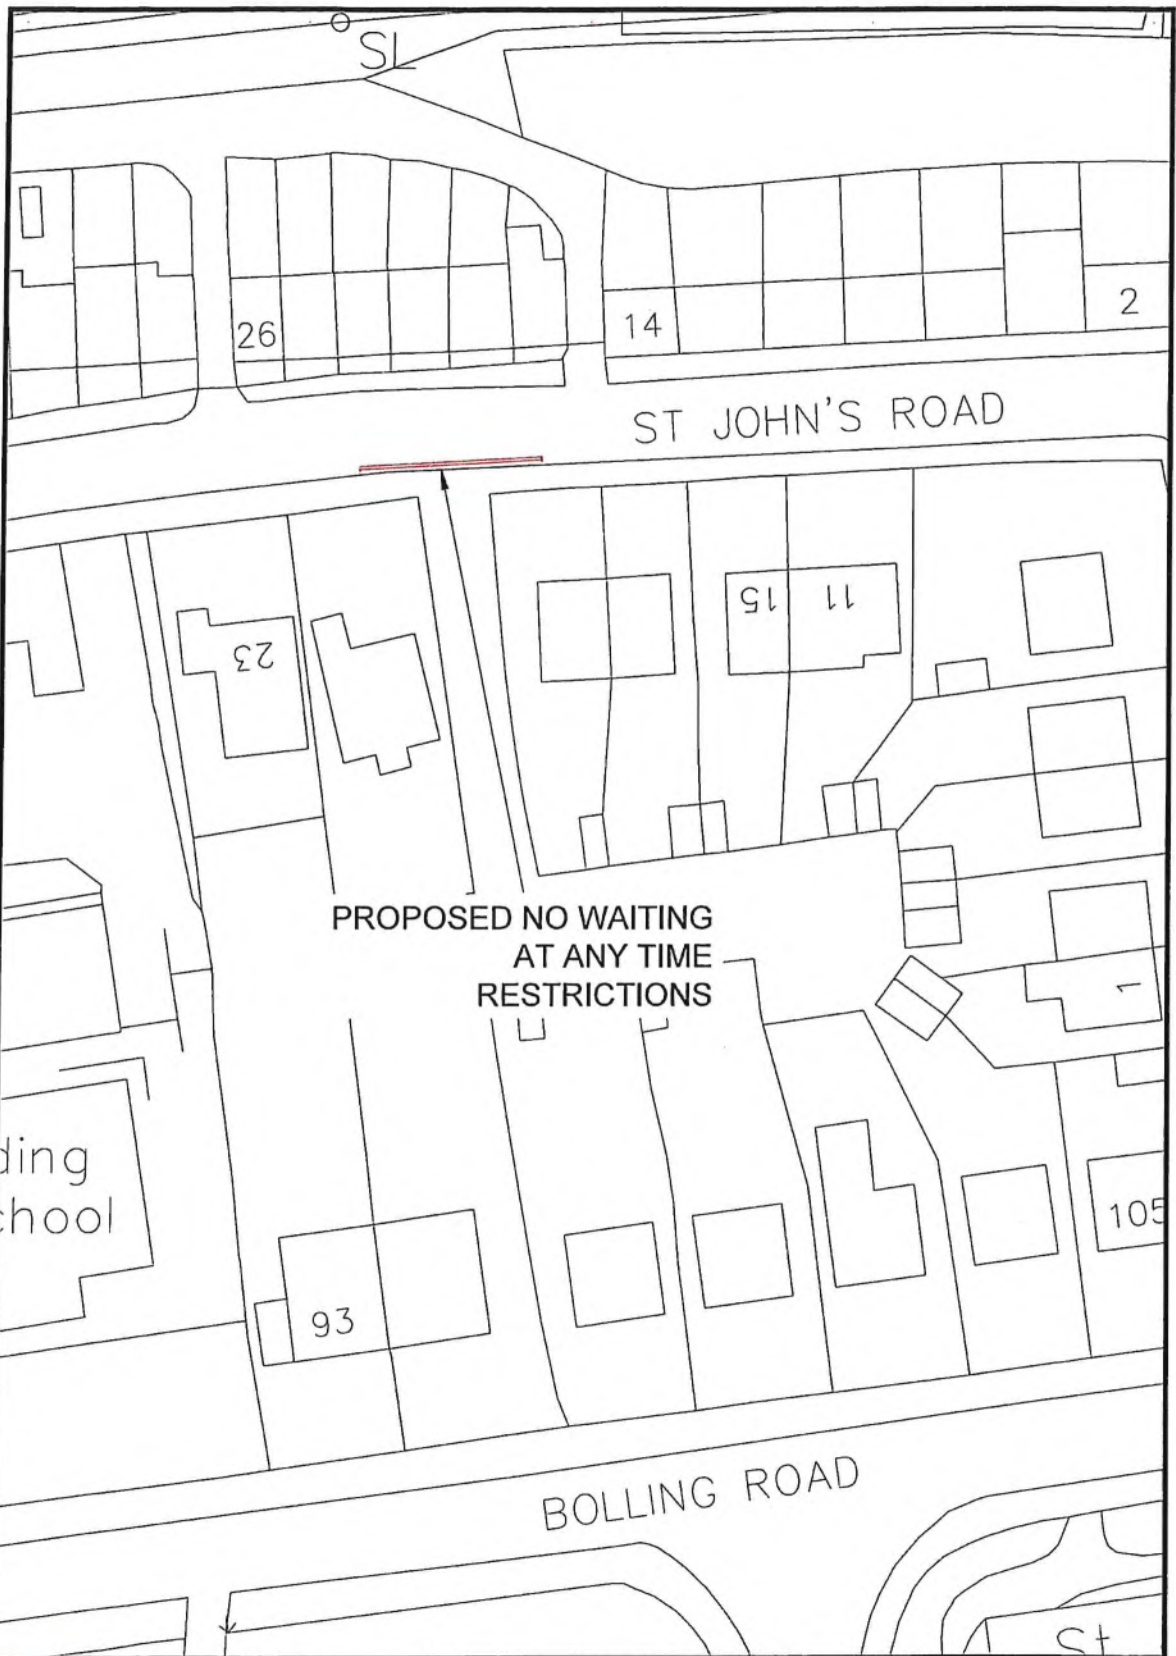 SL
26
14
2
ST JOHN'S ROAD
15
11
23
PROPOSED NO WAITING
AT ANY TIME
RESTRICTIONS
1
ding
chool
105
93
BOLLING ROAD
St